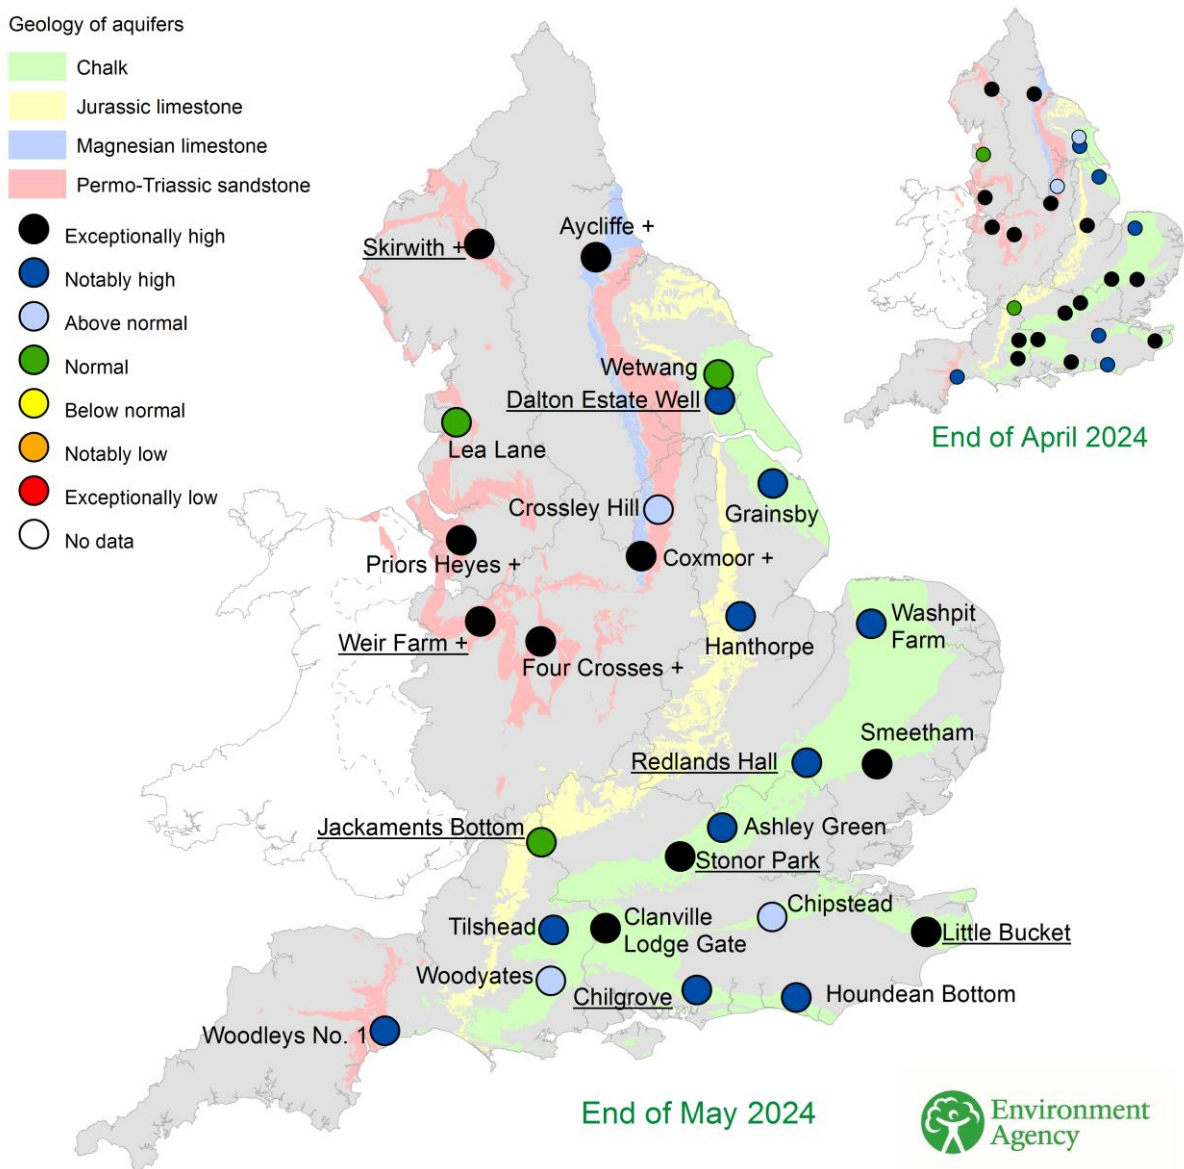 Geology of aquifers
Chalk
Jurassic limestone
Magnesian limestone
Permo-Triassic sandstone
Exceptionally high
Notably high
Above normal
Normal
Below normal
Notably low
Exceptionally low
No data
Skirwith +
Aycliffe +
Wetwang
Dalton Estate Well
Lea Lane
Crossley Hill
Grainsby
Priors Heyes +
Coxmoor +
Weir Farm +
Four Crosses +
Hanthorpe
Washpit
Farm
Smeetham
Redlands Hall
Jackaments Bottom
Ashley Green
Stonor Park
Chipstead
Tilshead
Clanville
Lodge Gate
Little Bucket
Woodyates
Chilgrove
Houndean Bottom
Woodleys No. 1
End of April 2024
End of May 2024
Environment
Agency